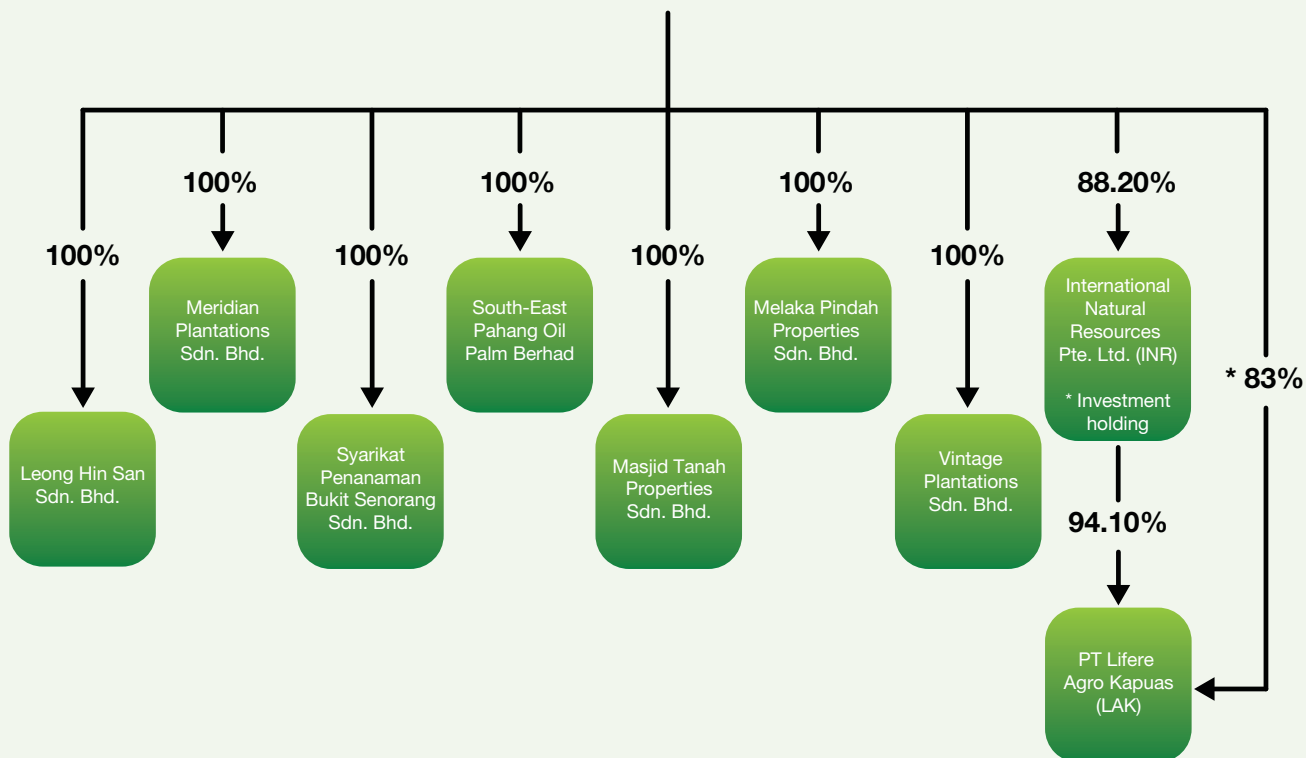 100%
100%
88.20%
100%
100%
100%
100%
100%
* 83%
Meridian
Plantations
Sdn. Bhd.
South-East
Pahang Oil
Palm Berhad
Melaka Pindah
Properties
Sdn. Bhd.
International
Natural
Resources
Pte. Ltd. (INR)
* Investment
holding
Leong Hin San
Sdn. Bhd.
Syarikat
Penanaman
Bukit Senorang
Sdn. Bhd.
Masjid Tanah
Properties
Sdn. Bhd.
Vintage
Plantations
Sdn. Bhd.
94.10%
PT Lifere
Agro Kapuas
(LAK)